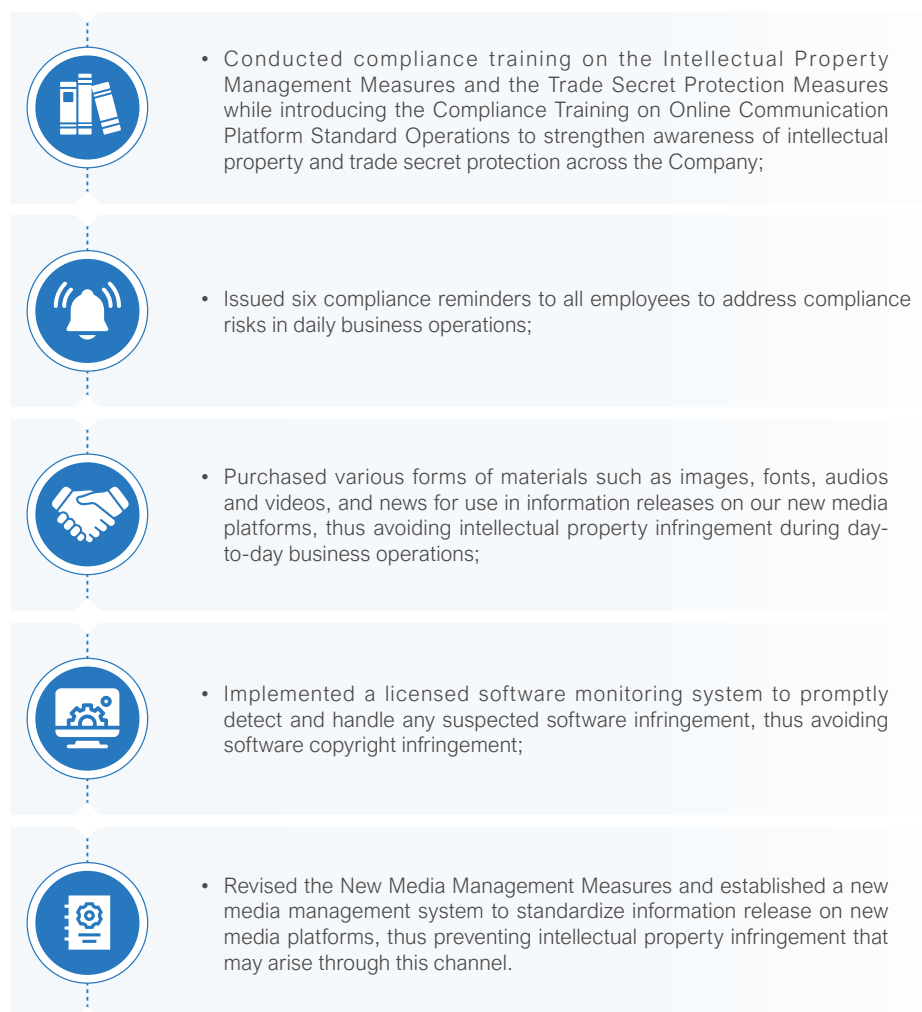 • Conducted compliance training on the Intellectual Property
Management Measures and the Trade Secret Protection Measures
while introducing the Compliance Training on Online Communication
Platform Standard Operations to strengthen awareness of intellectual
property and trade secret protection across the Company;
• Issued six compliance reminders to all employees to address compliance
risks in daily business operations;
• Purchased various forms of materials such as images, fonts, audios
and videos, and news for use in information releases on our new media
platforms, thus avoiding intellectual property infringement during day-
to-day business operations;
• Implemented a licensed software monitoring system to promptly
detect and handle any suspected software infringement, thus avoiding
software copyright infringement;
• Revised the New Media Management Measures and established a new
media management system to standardize information release on new
media platforms, thus preventing intellectual property infringement that
may arise through this channel.